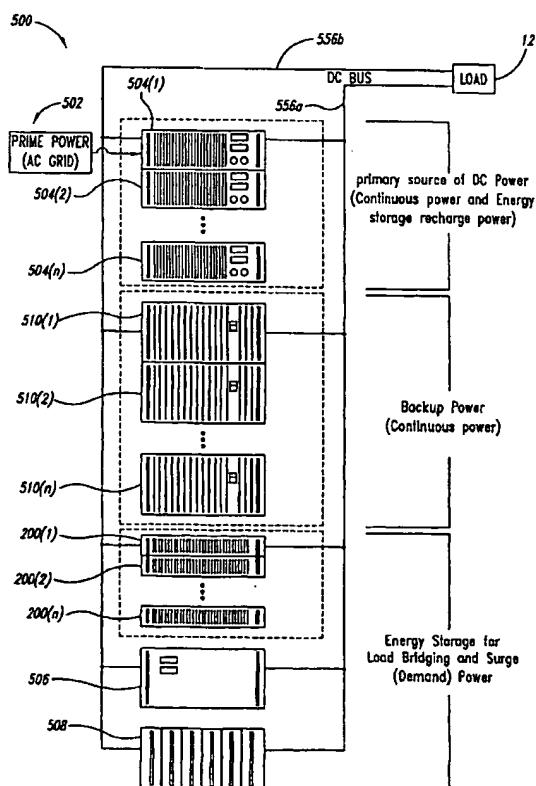 500
556b
12
DC BUS
LOAD
504(1)
556a
502
PRIME POWER
(AC GRID)
504(2)
primary source of DC Power
(Continuous power and Energy
storage recharge power)
504(n)
510(1)
510(2)
Backup Power
(Continuous power)
510(n)
200(1)
200(2)
200(n)
Energy Storage for
Load Bridging and Surge
(Demand) Power
506
508